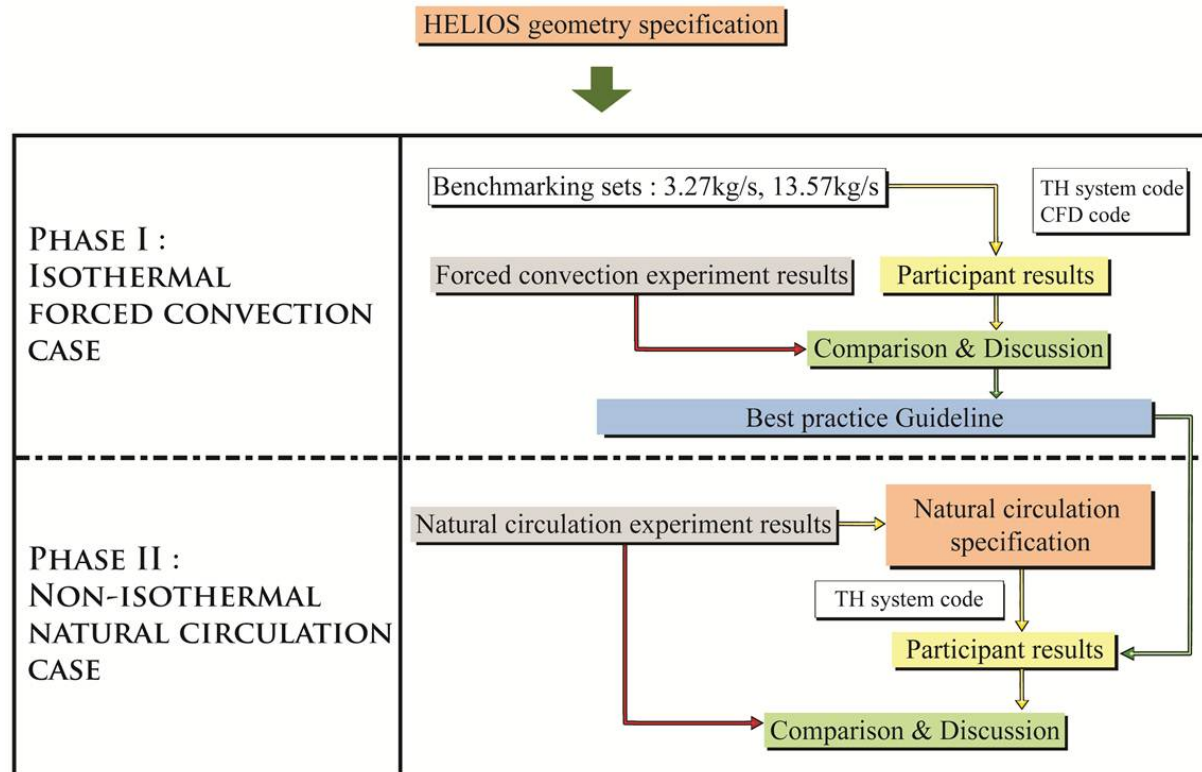 HELIOS geometry specification
PHASE I :
ISOTHERMAL
FORCED CONVECTION
CASE
Benchmarking sets : 3.27kg/s, 13.57kg/s
TH system code
CFD code
Forced convection experiment results
Participant results
Comparison & Discussion
Best practice Guideline
PHASE II :
NON-ISOTHERMAL
NATURAL CIRCULATION
CASE
Natural circulation experiment results
Natural circulation
specification
TH system code
Participant results
Comparison & Discussion